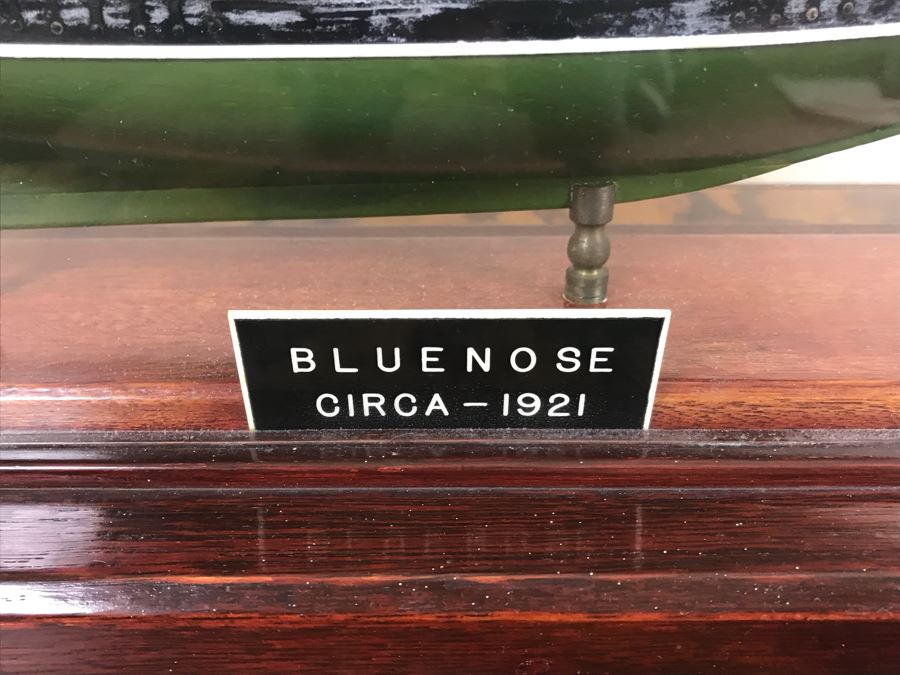 BLUENOSE
CIRCA – 1921